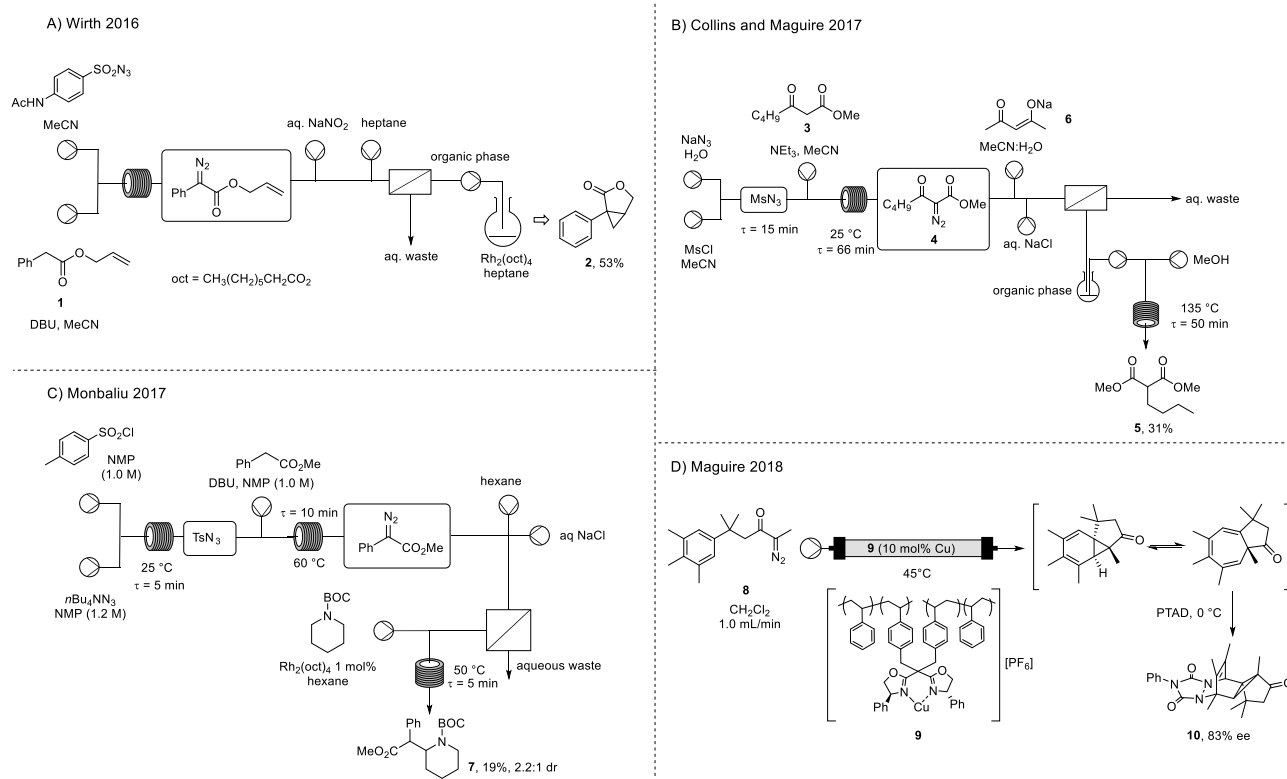 A) Wirth 2016
SO2N3
AcHN
MeCN
aq. NaNO2
heptane
organic phase
N2
Ph
O
O
O
O
aq. waste
Rh2(oct)4
heptane
2, 53%
Ph
O
O
1
oct = CH3(CH2)5CH2CO2
DBU, MeCN
B) Collins and Maguire 2017
O
O
C4H9
OMe
3
O
ONa
6
NaN3
H2O
NEt3, MeCN
MeCN:H2O
MsN3
O
O
C4H9
OMe
N2
4
aq. waste
τ = 15 min
25 °C
τ = 66 min
aq. NaCl
MsCl
MeCN
MeOH
organic phase
135 °C
τ = 50 min
O
O
MeO
OMe
5, 31%
C) Monbaliu 2017
SO2Cl
NMP
(1.0 M)
Ph
CO2Me
DBU, NMP (1.0 M)
hexane
τ = 10 min
TsN3
N2
Ph
CO2Me
aq NaCl
25 °C
τ = 5 min
60 °C
nBu4NN3
NMP (1.2 M)
BOC
N
Rh2(oct)4 1 mol%
hexane
50 °C
τ = 5 min
aqueous waste
Ph
BOC
N
MeO2C
7, 19%, 2.2:1 dr
D) Maguire 2018
O
N2
9 (10 mol% Cu)
O
H
O
8
45°C
CH2Cl2
1.0 mL/min
PTAD, 0 °C
[PF6]
O
O
N
N
Ph
Cu
Ph
9
O
Ph
N
N
N
O
O
10, 83% ee